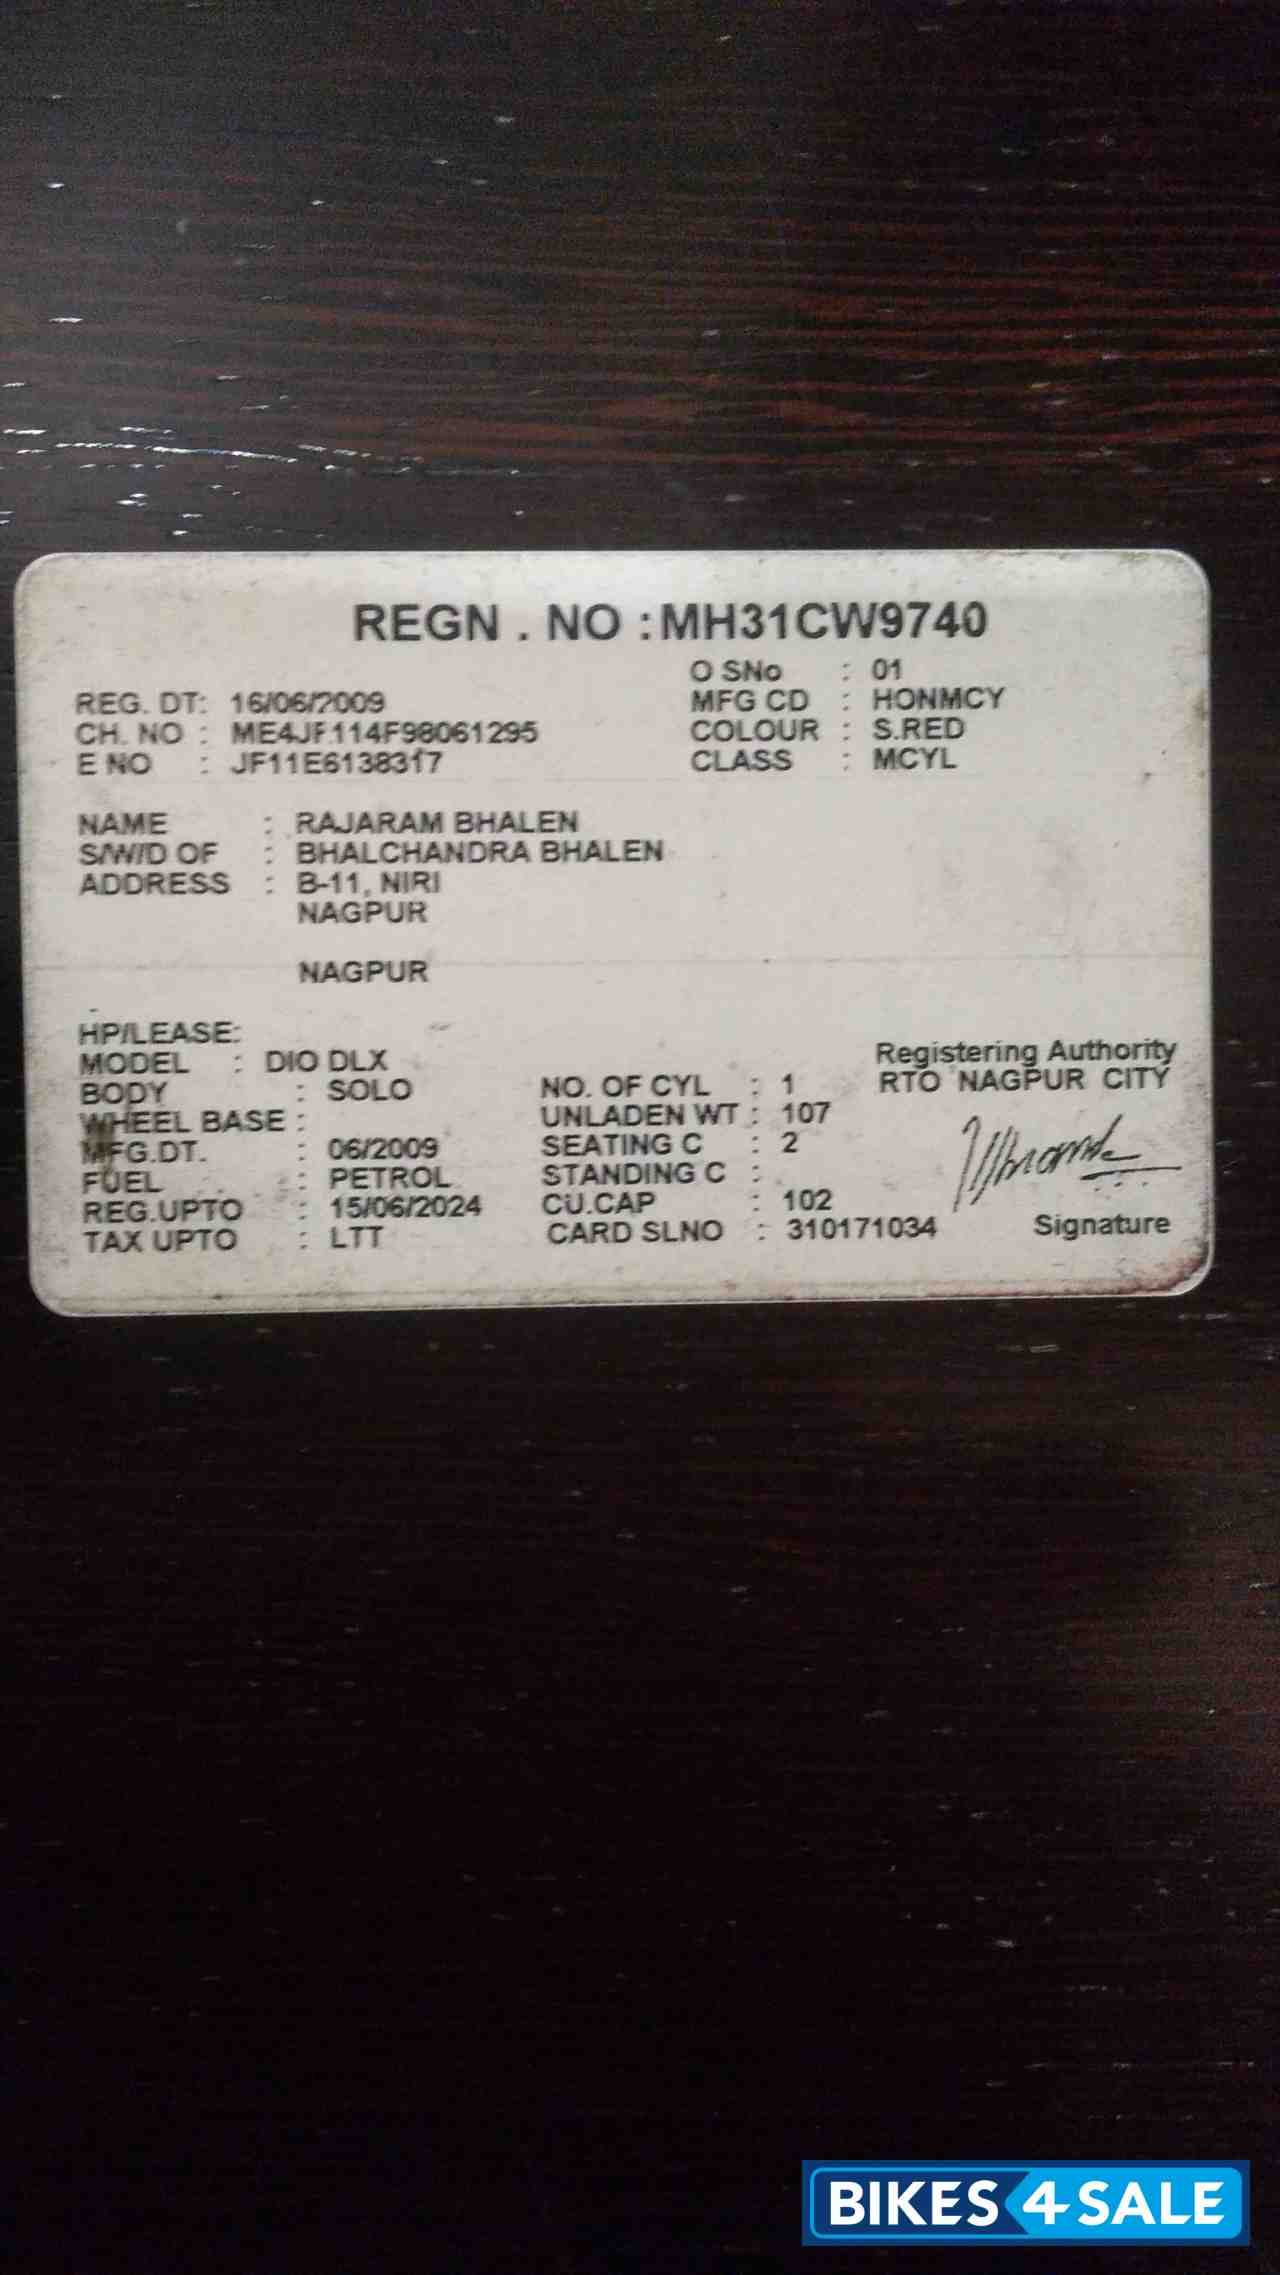 REGN . NO : MH31CW9740
O SNo : 01
REG. DT: 16/06/2009 MFG CD : HONMCY
CH. NO : ME4JF114F98061295 COLOUR : S.RED
E NO : JF11E6138317 CLASS : MCYL
NAME : RAJARAM BHALEN
S/W/D OF : BHALCHANDRA BHALEN
ADDRESS : B-11, NIRI
NAGPUR
NAGPUR
HP/LEASE:
MODEL : DIO DLX Registering Authority
BODY : SOLO NO. OF CYL : 1 RTO NAGPUR CITY
WHEEL BASE : UNLADEN WT : 107
MFG.DT. : 06/2009 SEATING C : 2
FUEL : PETROL STANDING C :
REG.UPTO : 15/06/2024 CU.CAP : 102
TAX UPTO : LTT CARD SLNO : 310171034 Signature
BIKES4SALE